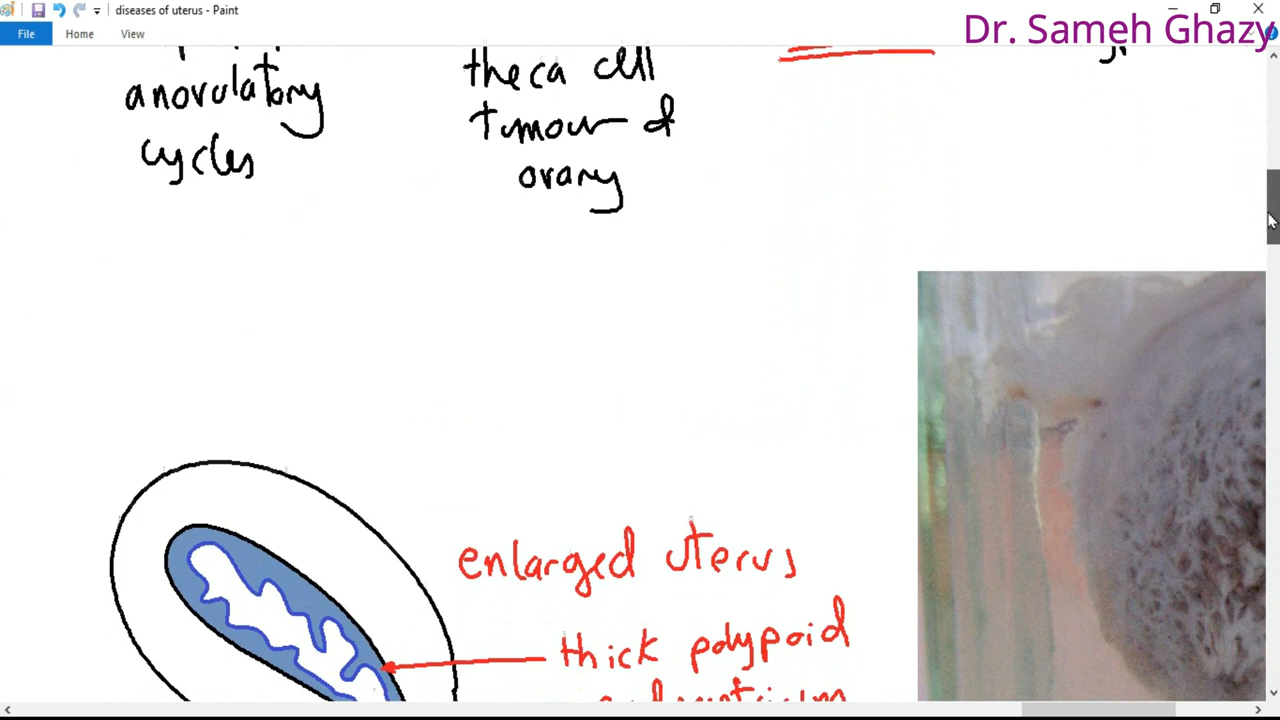 diseases of uterus - Paint
Dr. Sameh Ghazy
File Home View
anovulatory
cycles
theca cell
tumour of
ovary
enlarged uterus
thick polypoid